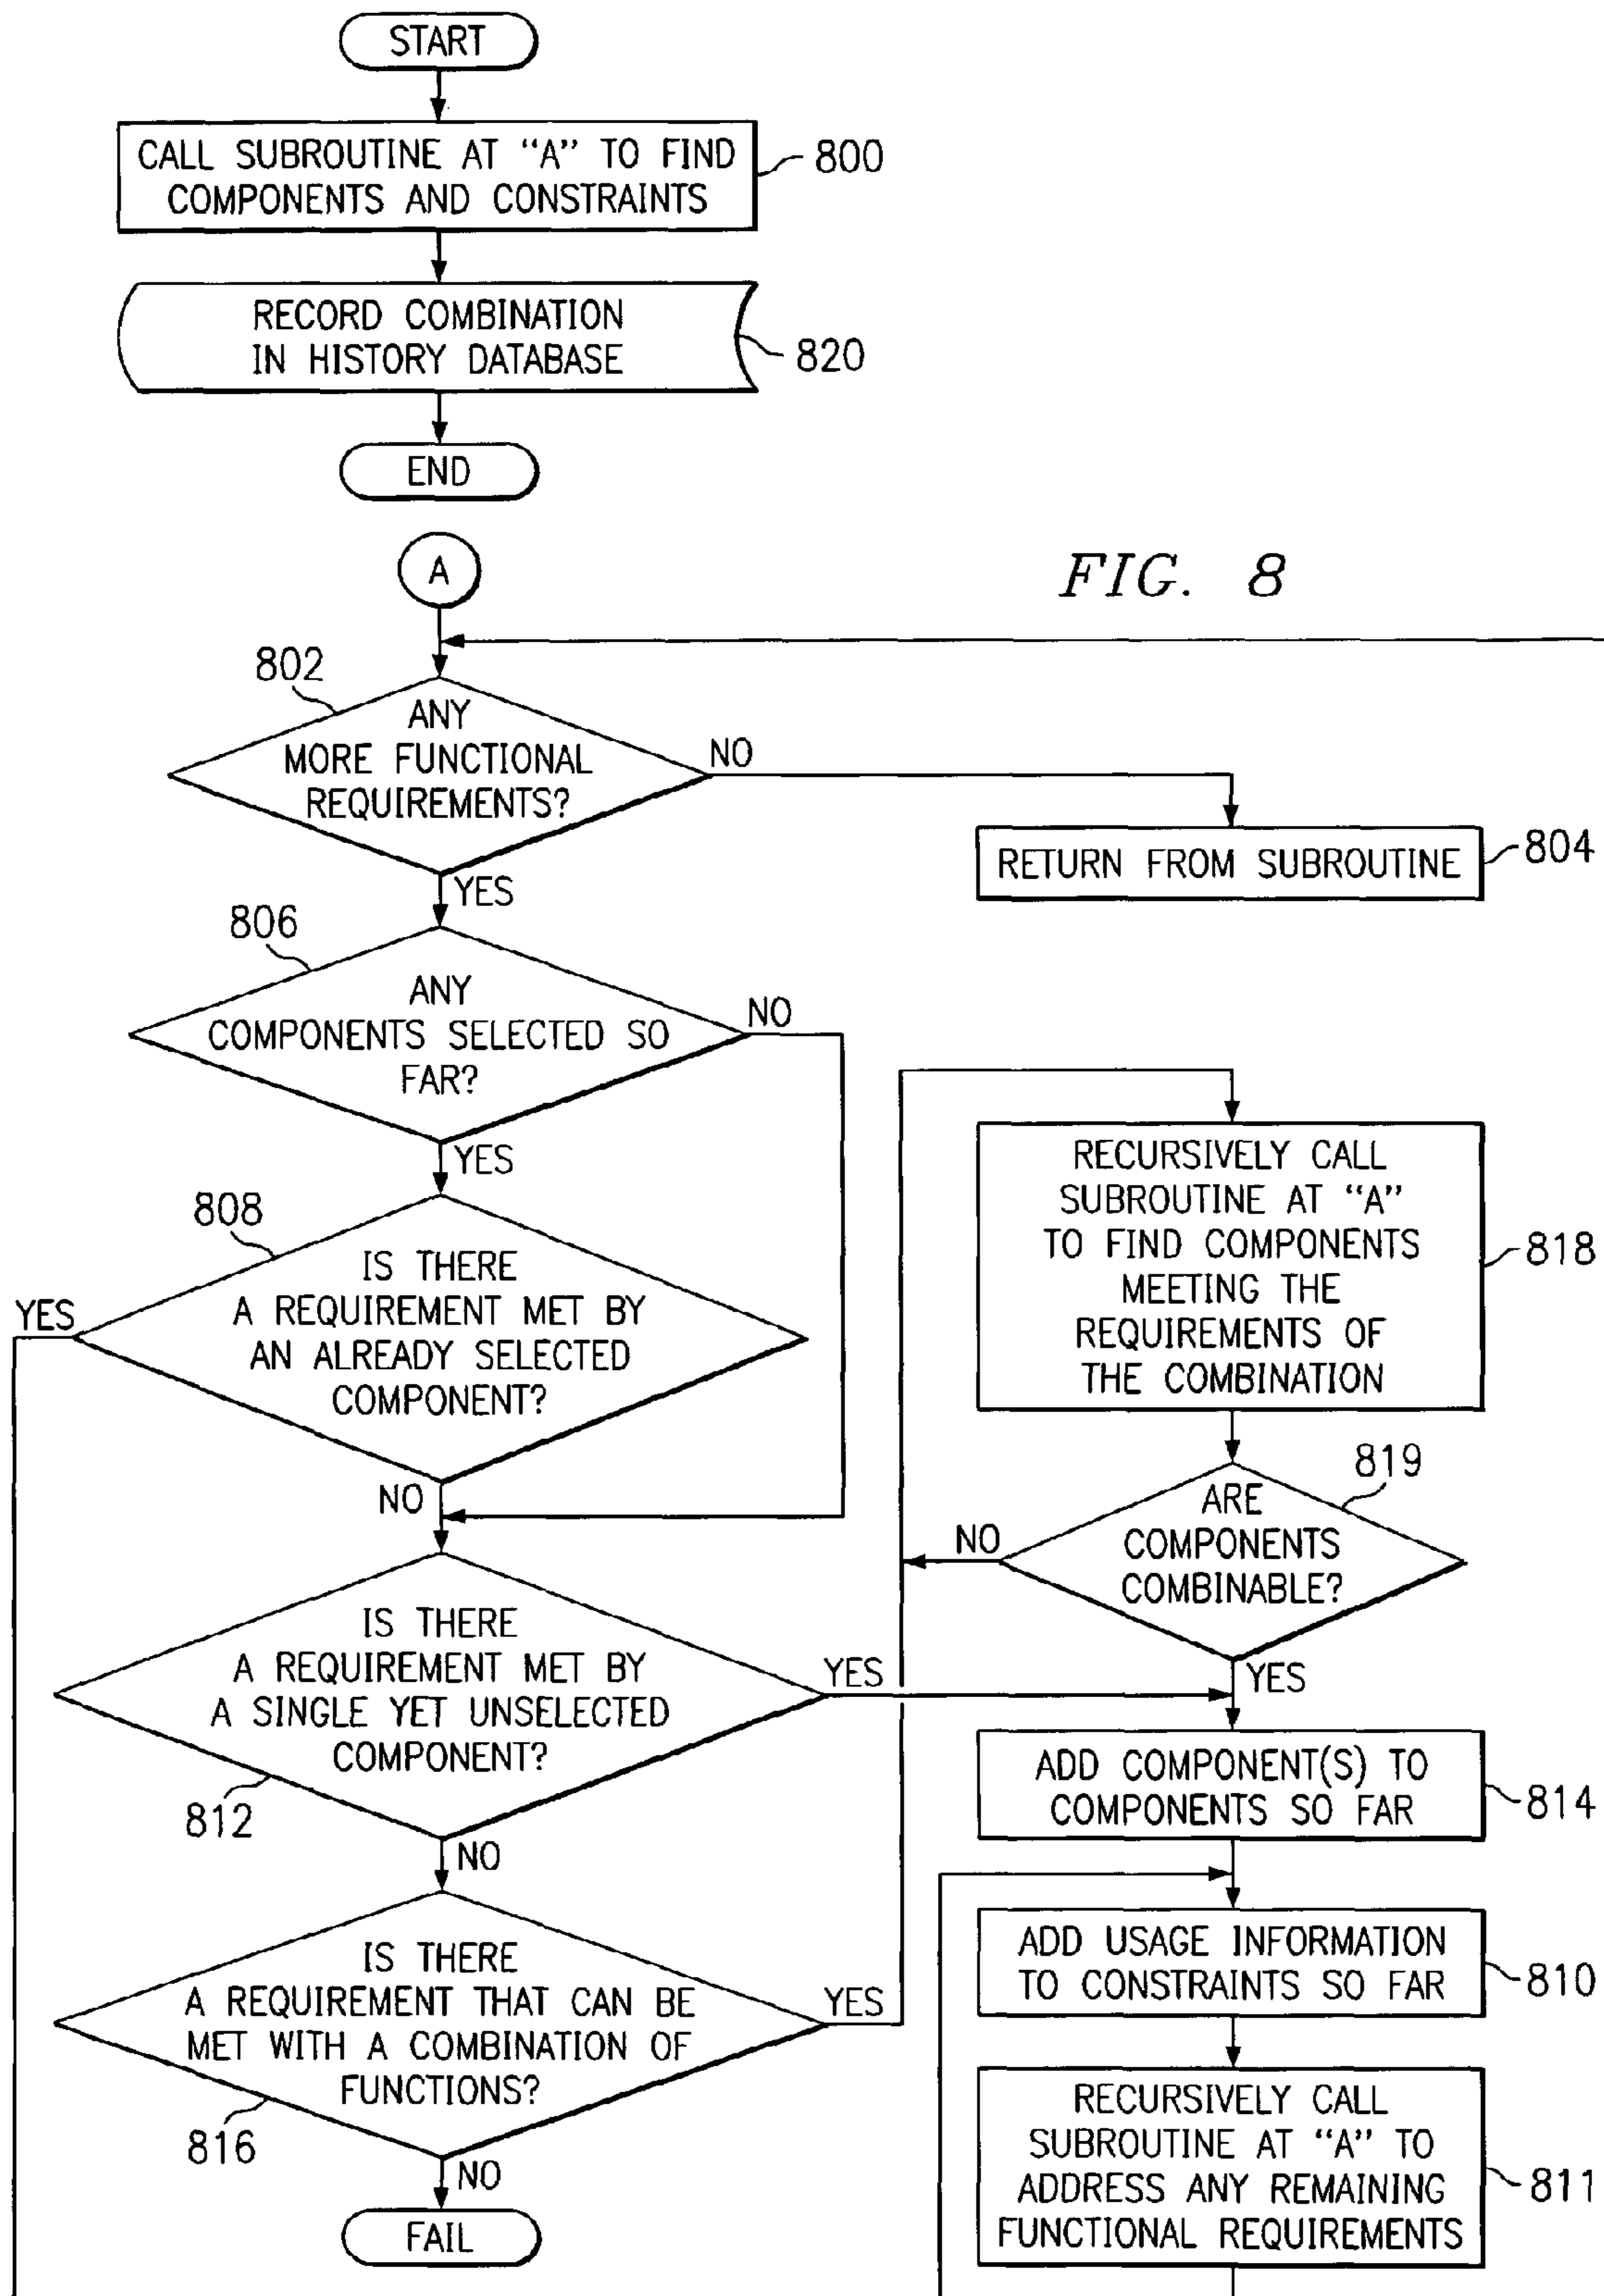 START
CALL SUBROUTINE AT "A" TO FIND
COMPONENTS AND CONSTRAINTS
800
RECORD COMBINATION
IN HISTORY DATABASE
820
END
A
FIG. 8
802
ANY
MORE FUNCTIONAL
REQUIREMENTS?
NO
YES
RETURN FROM SUBROUTINE
804
806
ANY
COMPONENTS SELECTED SO
FAR?
NO
YES
808
IS THERE
A REQUIREMENT MET BY
AN ALREADY SELECTED
COMPONENT?
YES
NO
IS THERE
A REQUIREMENT MET BY
A SINGLE YET UNSELECTED
COMPONENT?
YES
812
NO
IS THERE
A REQUIREMENT THAT CAN BE
MET WITH A COMBINATION OF
FUNCTIONS?
YES
816
NO
FAIL
RECURSIVELY CALL
SUBROUTINE AT "A"
TO FIND COMPONENTS
MEETING THE
REQUIREMENTS OF
THE COMBINATION
818
819
ARE
COMPONENTS
COMBINABLE?
NO
YES
ADD COMPONENT(S) TO
COMPONENTS SO FAR
814
ADD USAGE INFORMATION
TO CONSTRAINTS SO FAR
810
RECURSIVELY CALL
SUBROUTINE AT "A" TO
ADDRESS ANY REMAINING
FUNCTIONAL REQUIREMENTS
811